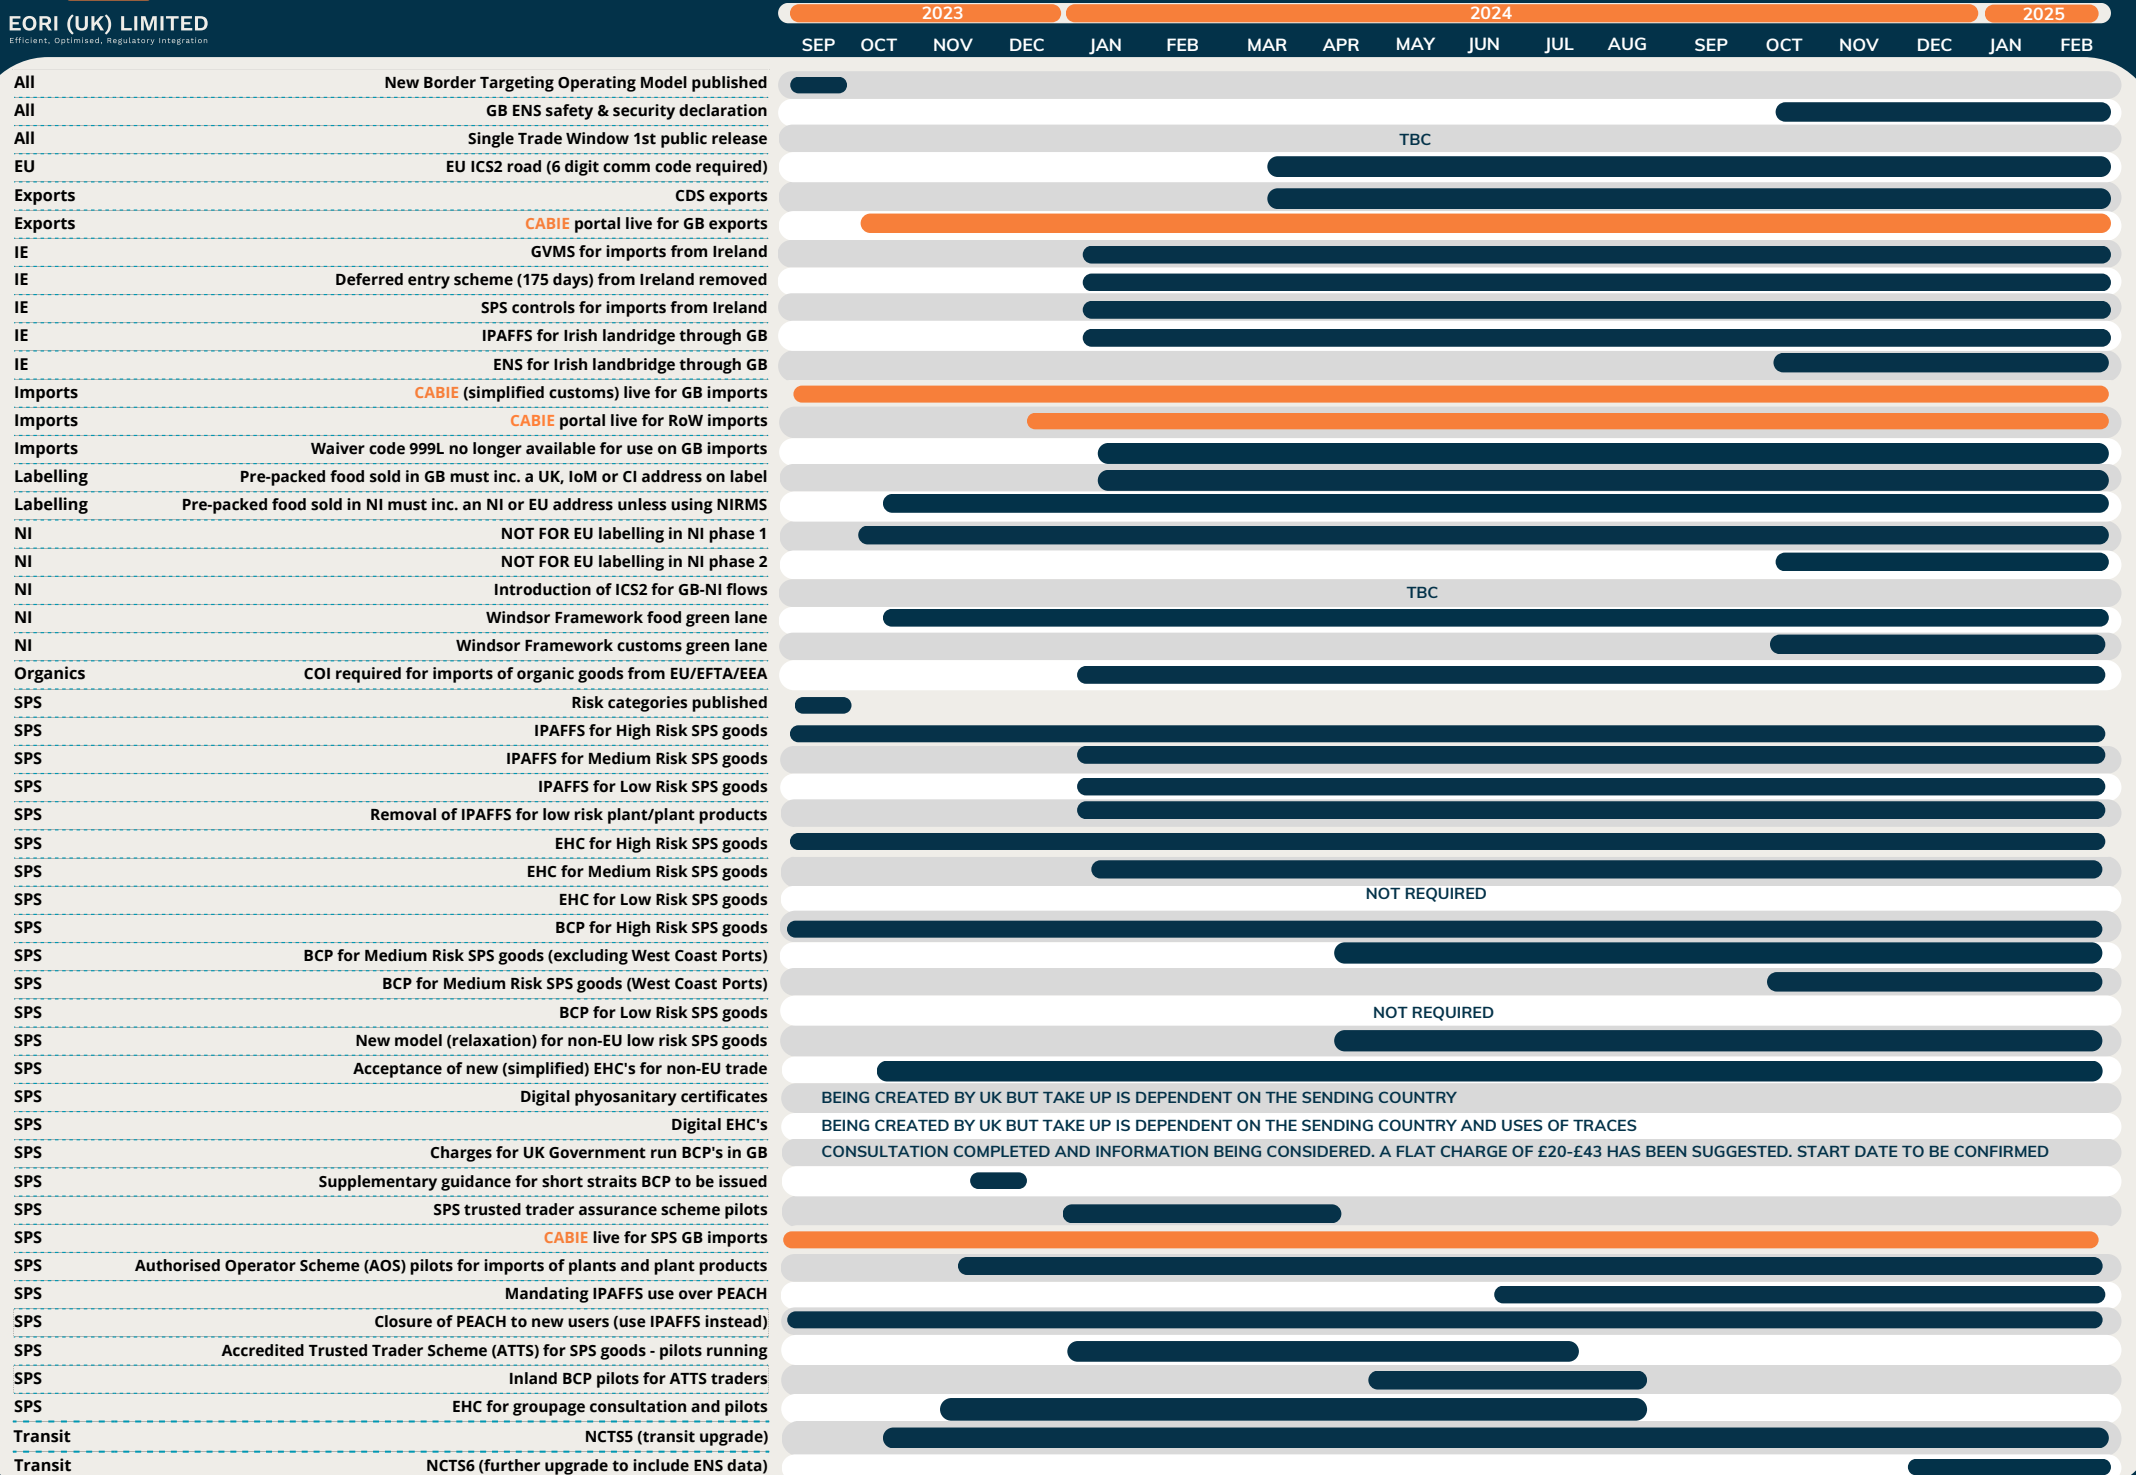 EORI (UK) LIMITED
Efficient, Optimised, Regulatory Integration
2023 2024 2025
SEP OCT NOV DEC JAN FEB MAR APR MAY JUN JUL AUG SEP OCT NOV DEC JAN FEB
All New Border Targeting Operating Model published
All GB ENS safety & security declaration
All Single Trade Window 1st public release TBC
EU EU ICS2 road (6 digit comm code required)
Exports CDS exports
Exports CABIE portal live for GB exports
IE GVMS for imports from Ireland
IE Deferred entry scheme (175 days) from Ireland removed
IE SPS controls for imports from Ireland
IE IPAFFS for Irish landridge through GB
IE ENS for Irish landbridge through GB
Imports CABIE (simplified customs) live for GB imports
Imports CABIE portal live for RoW imports
Imports Waiver code 999L no longer available for use on GB imports
Labelling Pre-packed food sold in GB must inc. a UK, IoM or CI address on label
Labelling Pre-packed food sold in NI must inc. an NI or EU address unless using NIRMS
NI NOT FOR EU labelling in NI phase 1
NI NOT FOR EU labelling in NI phase 2
NI Introduction of ICS2 for GB-NI flows TBC
NI Windsor Framework food green lane
NI Windsor Framework customs green lane
Organics COI required for imports of organic goods from EU/EFTA/EEA
SPS Risk categories published
SPS IPAFFS for High Risk SPS goods
SPS IPAFFS for Medium Risk SPS goods
SPS IPAFFS for Low Risk SPS goods
SPS Removal of IPAFFS for low risk plant/plant products
SPS EHC for High Risk SPS goods
SPS EHC for Medium Risk SPS goods
SPS EHC for Low Risk SPS goods NOT REQUIRED
SPS BCP for High Risk SPS goods
SPS BCP for Medium Risk SPS goods (excluding West Coast Ports)
SPS BCP for Medium Risk SPS goods (West Coast Ports)
SPS BCP for Low Risk SPS goods NOT REQUIRED
SPS New model (relaxation) for non-EU low risk SPS goods
SPS Acceptance of new (simplified) EHC's for non-EU trade
SPS Digital phyosanitary certificates BEING CREATED BY UK BUT TAKE UP IS DEPENDENT ON THE SENDING COUNTRY
SPS Digital EHC's BEING CREATED BY UK BUT TAKE UP IS DEPENDENT ON THE SENDING COUNTRY AND USES OF TRACES
SPS Charges for UK Government run BCP's in GB CONSULTATION COMPLETED AND INFORMATION BEING CONSIDERED. A FLAT CHARGE OF £20-£43 HAS BEEN SUGGESTED. START DATE TO BE CONFIRMED
SPS Supplementary guidance for short straits BCP to be issued
SPS SPS trusted trader assurance scheme pilots
SPS CABIE live for SPS GB imports
SPS Authorised Operator Scheme (AOS) pilots for imports of plants and plant products
SPS Mandating IPAFFS use over PEACH
SPS Closure of PEACH to new users (use IPAFFS instead)
SPS Accredited Trusted Trader Scheme (ATTS) for SPS goods - pilots running
SPS Inland BCP pilots for ATTS traders
SPS EHC for groupage consultation and pilots
Transit NCTS5 (transit upgrade)
Transit NCTS6 (further upgrade to include ENS data)